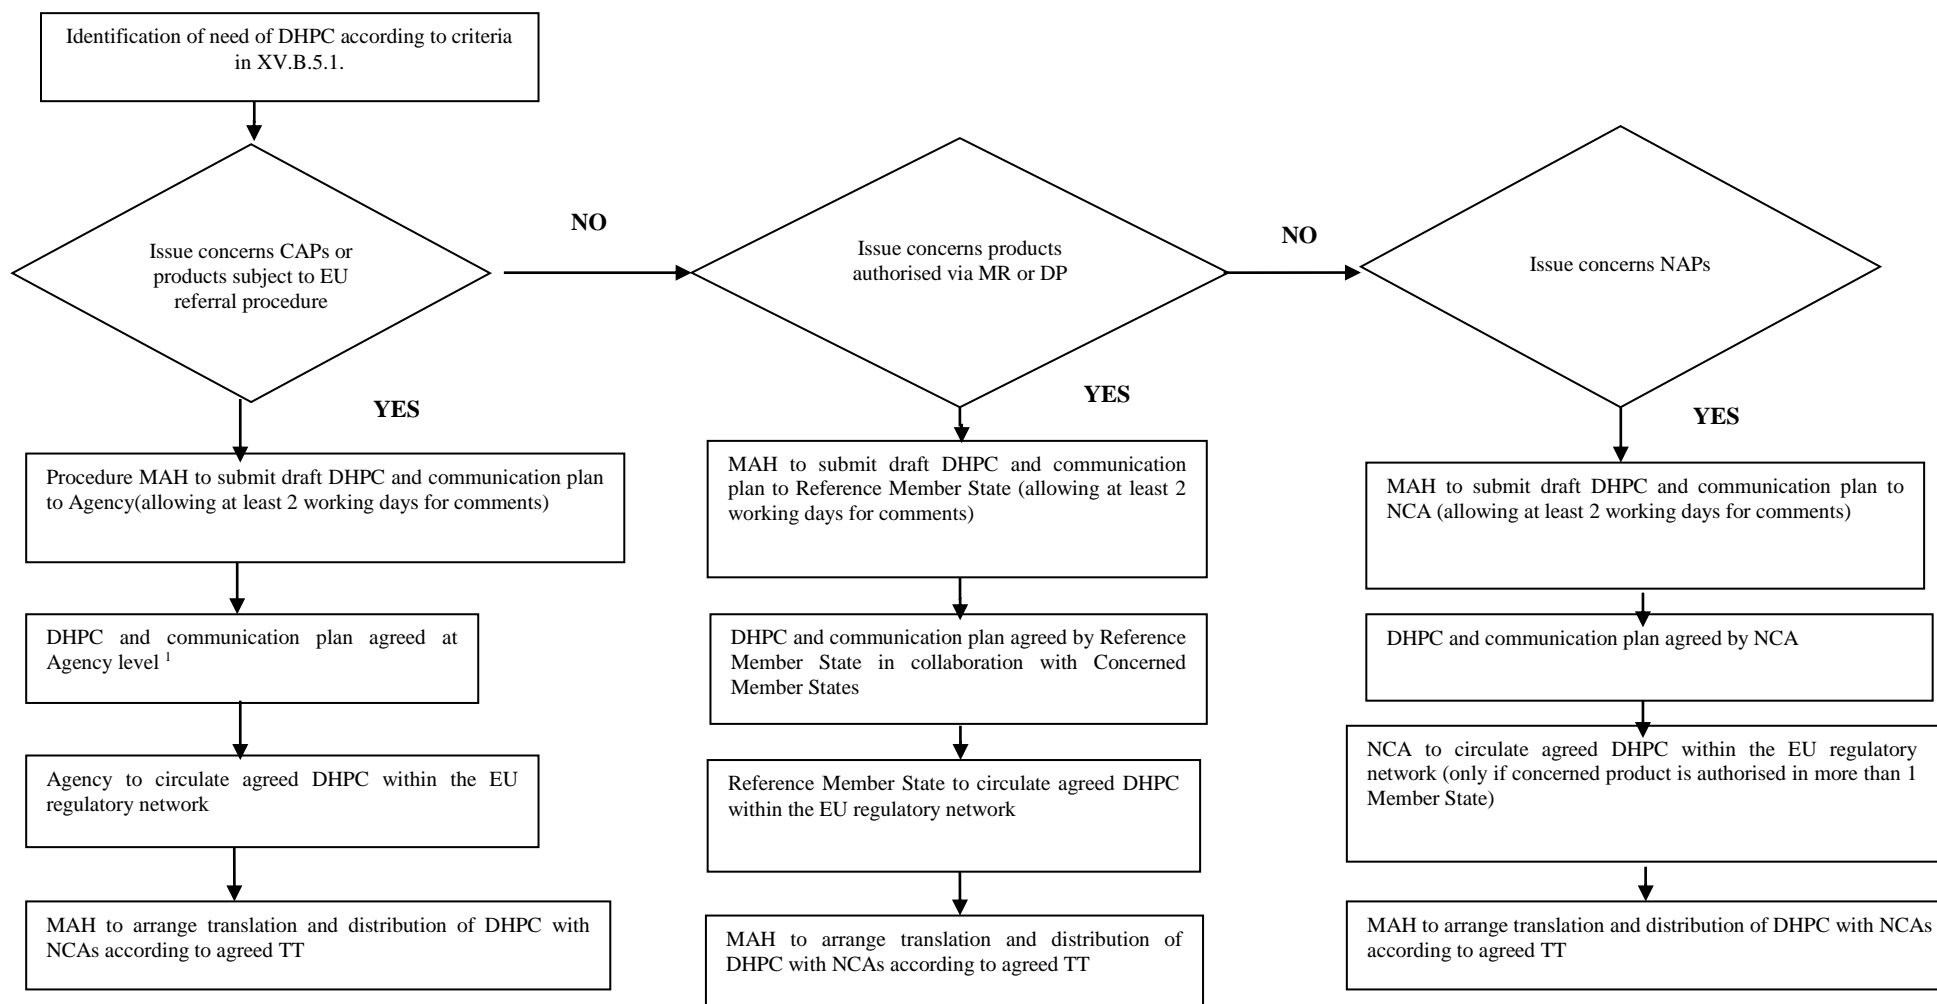 Identification of need of DHPC according to criteria
in XV.B.5.1.
Issue concerns CAPs or
products subject to EU
referral procedure
NO
Issue concerns products
authorised via MR or DP
NO
Issue concerns NAPs
YES
YES
YES
Procedure MAH to submit draft DHPC and communication plan
to Agency(allowing at least 2 working days for comments)
DHPC and communication plan agreed at
Agency level 1
Agency to circulate agreed DHPC within the EU
regulatory network
MAH to arrange translation and distribution of DHPC with
NCAs according to agreed TT
MAH to submit draft DHPC and communication
plan to Reference Member State (allowing at least 2
working days for comments)
DHPC and communication plan agreed by Reference
Member State in collaboration with Concerned
Member States
Reference Member State to circulate agreed DHPC
within the EU regulatory network
MAH to arrange translation and distribution of
DHPC with NCAs according to agreed TT
MAH to submit draft DHPC and communication plan to
NCA (allowing at least 2 working days for comments)
DHPC and communication plan agreed by NCA
NCA to circulate agreed DHPC within the EU regulatory
network (only if concerned product is authorised in more than 1
Member State)
MAH to arrange translation and distribution of DHPC with NCAs
according to agreed TT